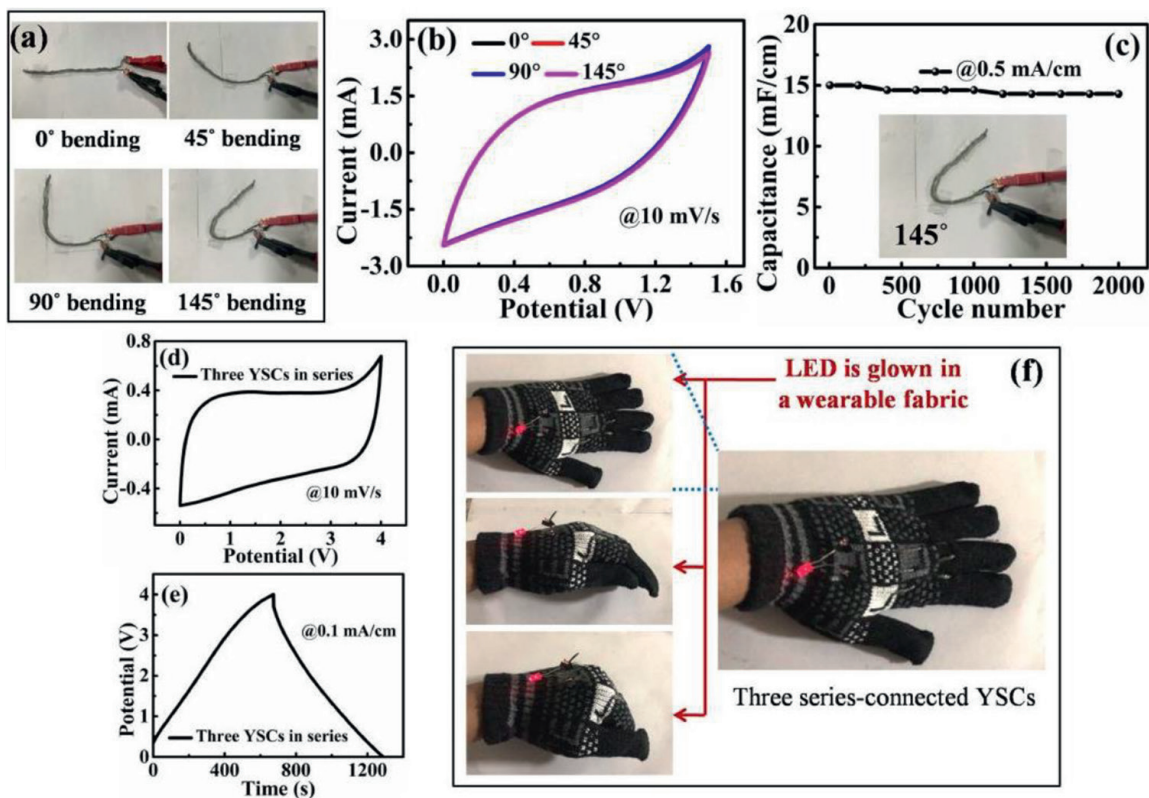 (a)
0° bending
45° bending
90° bending
145° bending
(b)
0° 45°
90° 145°
Current (mA)
3.0
1.5
0.0
-1.5
-3.0
@10 mV/s
0.0 0.4 0.8 1.2 1.6
Potential (V)
(c)
@0.5 mA/cm
Capacitance (mF/cm)
20
15
10
5
0
145°
0 500 1000 1500 2000
Cycle number
(d)
Three YSCs in series
Current (mA)
0.8
0.4
0.0
-0.4
@10 mV/s
0 1 2 3 4
Potential (V)
(e)
@0.1 mA/cm
Potential (V)
4
3
2
1
0
Three YSCs in series
0 400 800 1200
Time (s)
(f)
LED is glown in
a wearable fabric
Three series-connected YSCs